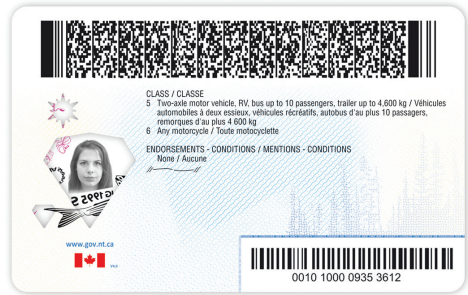 CLASS / CLASSE
5 Two-axle motor vehicle, RV, bus up to 10 passengers, trailer up to 4,600 kg / Véhicules
automobiles à deux essieux, véhicules récréatifs, autobus d'au plus 10 passagers,
remorques d'au plus 4 600 kg
6 Any motorcycle / Toute motocyclette
ENDORSEMENTS - CONDITIONS / MENTIONS - CONDITIONS
None / Aucune
www.gov.nt.ca
0010 1000 0935 3612